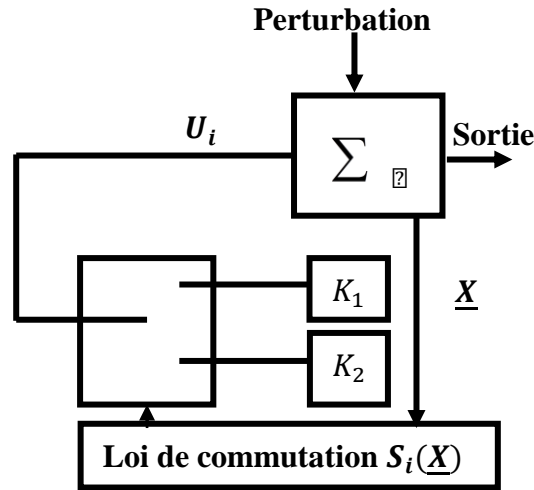 Perturbation
U_i
Sortie
∑
K_1
X
K_2
Loi de commutation S_i(X)